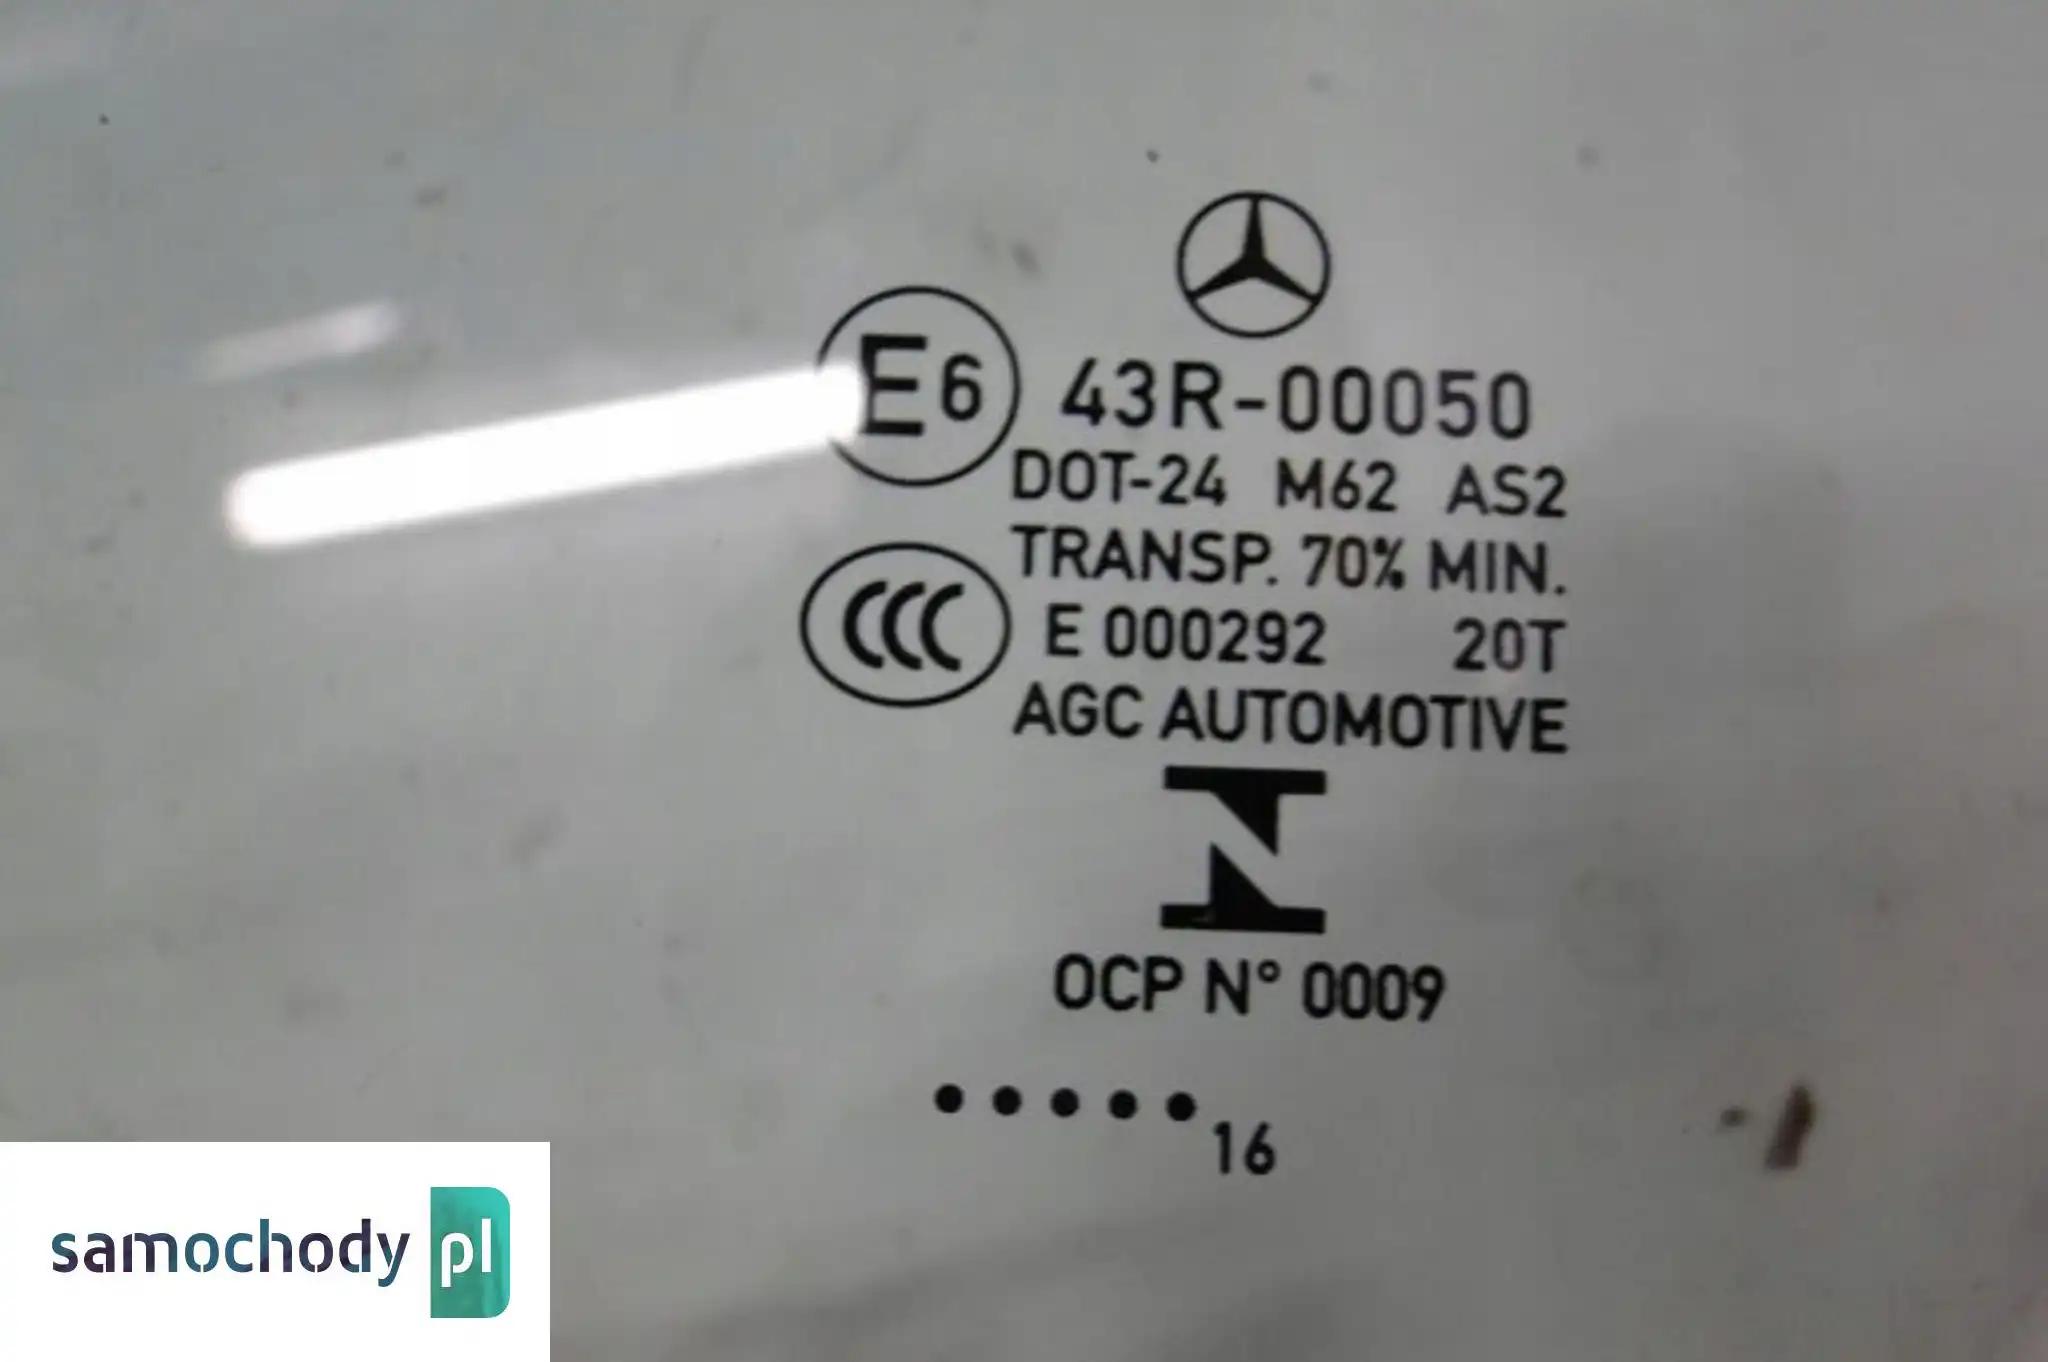 E6
43R-00050
DOT-24 M62 AS2
TRANSP. 70% MIN.
CCC
E 000292 20T
AGC AUTOMOTIVE
OCP N° 0009
16
samochody pl